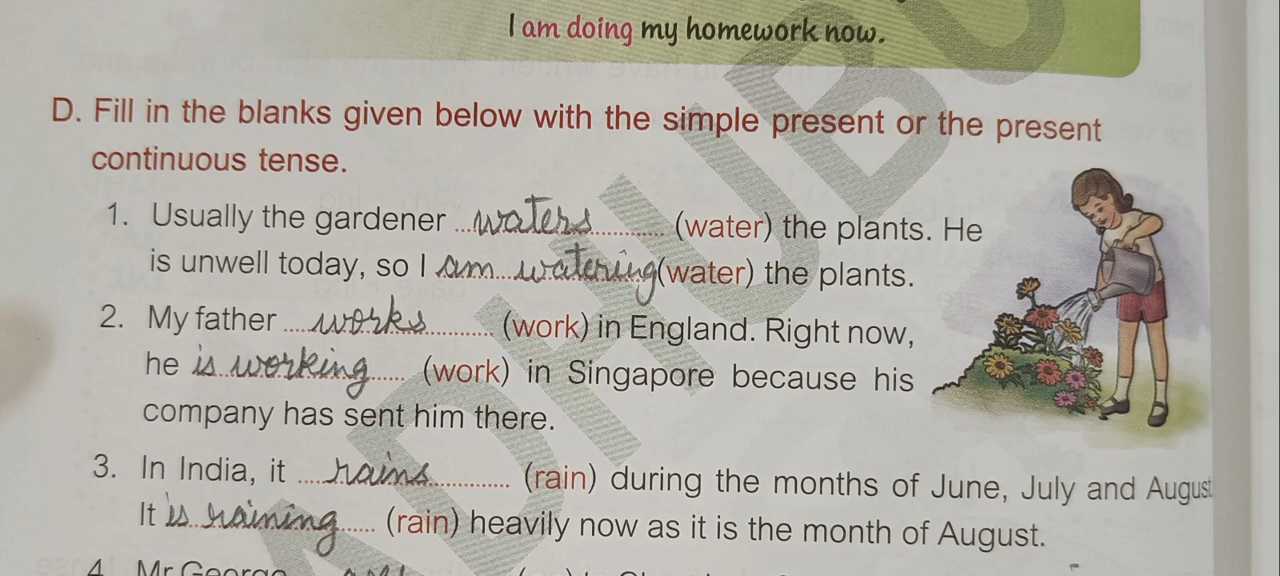 I am doing my homework now.
D. Fill in the blanks given below with the simple present or the present
continuous tense.
1. Usually the gardener waters (water) the plants. He
is unwell today, so I am watering (water) the plants.
2. My father works (work) in England. Right now,
he is working (work) in Singapore because his
company has sent him there.
3. In India, it rains (rain) during the months of June, July and August
It is raining (rain) heavily now as it is the month of August.
4. Mr George